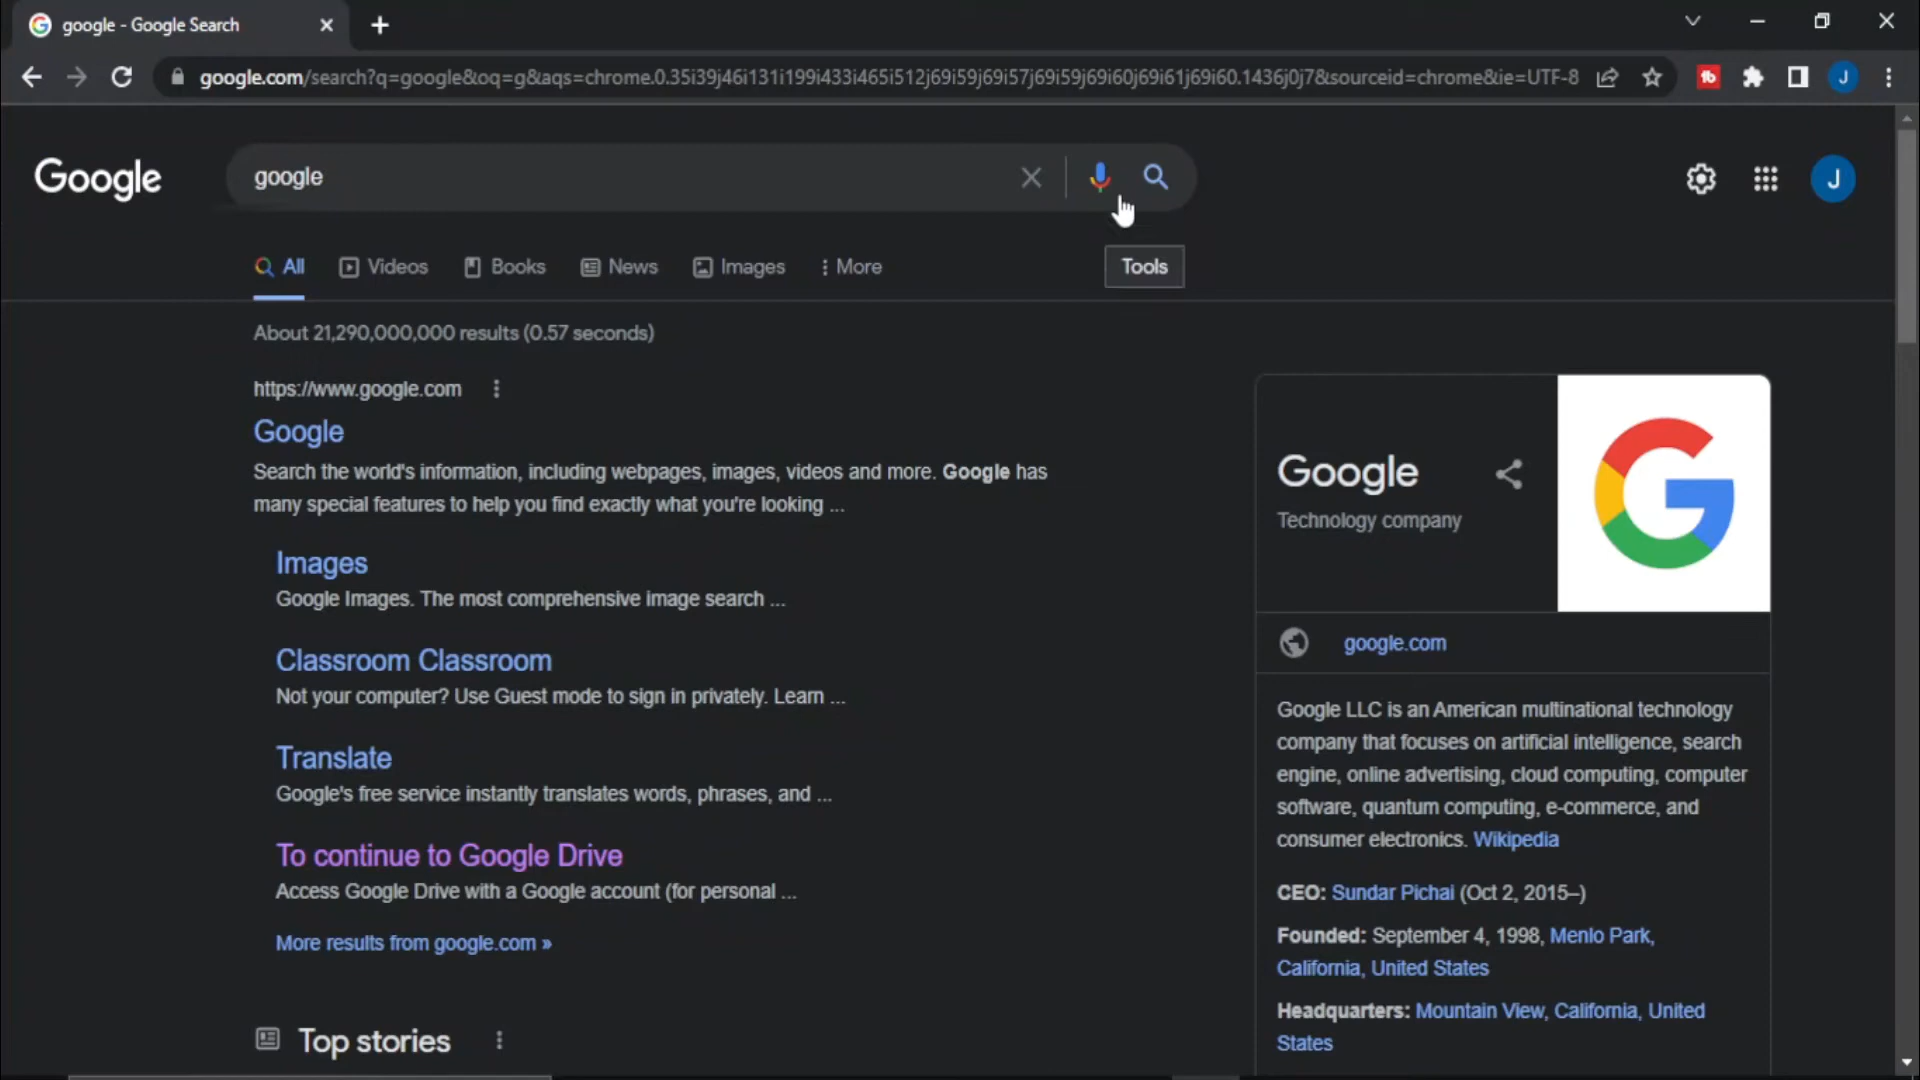 google - Google Search
google.com/search?q=google&oq=g&aqs=chrome.0.35i39j46i131i199i433i465i512j69i59j69i57j69i59j69i60j69i61j69i60.1436j0j7&sourceid=chrome&ie=UTF-8
J
Google
google
J
All
Videos
Books
News
Images
More
Tools
About 21,290,000,000 results (0.57 seconds)
https://www.google.com
Google
Search the world's information, including webpages, images, videos and more. Google has
many special features to help you find exactly what you're looking ...
Images
Google Images. The most comprehensive image search ...
Classroom Classroom
Not your computer? Use Guest mode to sign in privately. Learn ...
Translate
Google's free service instantly translates words, phrases, and ...
To continue to Google Drive
Access Google Drive with a Google account (for personal ...
More results from google.com »
Top stories
Google
Technology company
google.com
Google LLC is an American multinational technology
company that focuses on artificial intelligence, search
engine, online advertising, cloud computing, computer
software, quantum computing, e-commerce, and
consumer electronics. Wikipedia
CEO: Sundar Pichai (Oct 2, 2015–)
Founded: September 4, 1998, Menlo Park,
California, United States
Headquarters: Mountain View, California, United
States